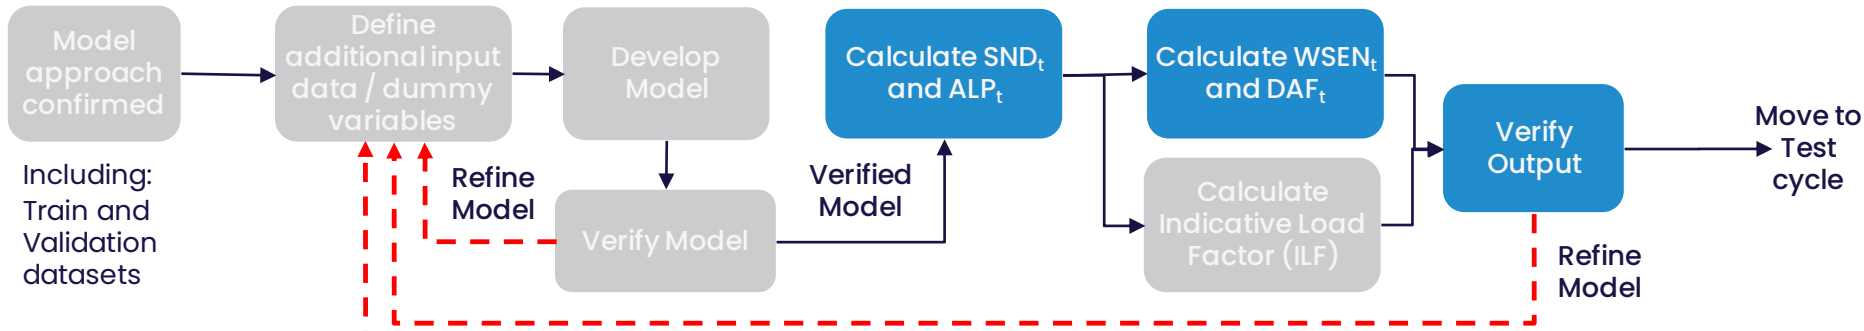 Model
approach
confirmed
Including:
Train and
Validation
datasets
Define
additional input
data / dummy
variables
Develop
Model
Refine
Model
Verify Model
Verified
Model
Calculate SNDₜ
and ALPₜ
Calculate WSENₜ
and DAFₜ
Calculate
Indicative Load
Factor (ILF)
Verify
Output
Refine
Model
Move to
Test
cycle